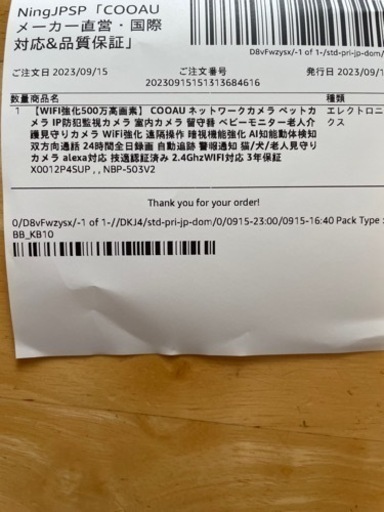 NingJPSP「COOAU
メーカー直営・国際
対応&品質保証」
D8vFwzysx/-1 of 1-/std-pri-jp-dom/
ご注文日 2023/09/15
ご注文番号
20230915151313684616
発行日 2023/09/1
数量商品名 種類
1 【WIFI強化500万高画素】 COOAU ネットワークカメラ ペットカ エレクトロニ
メラ IP防犯監視カメラ 室内カメラ 留守器 ベビーモニター老人介 クス
護見守りカメラ WiFi強化 遠隔操作 暗視機能強化 AI知能動体検知
双方向通話 24時間全日録画 自動追跡 警報通知 猫/犬/老人見守り
カメラ alexa対応 技適認証済み 2.4GhzWIFI対応 3年保証
X0012P4SUP , , NBP-503V2
Thank you for your order!
0/D8vFwzysx/-1 of 1-//DKJ4/std-pri-jp-dom/0/0915-23:00/0915-16:40 Pack Type :
BB_KB10